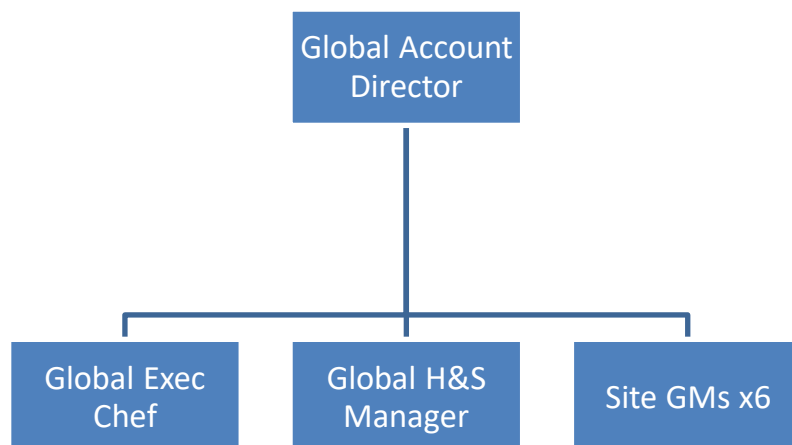 Global Account
Director
Global Exec
Chef
Global H&S
Manager
Site GMs x6